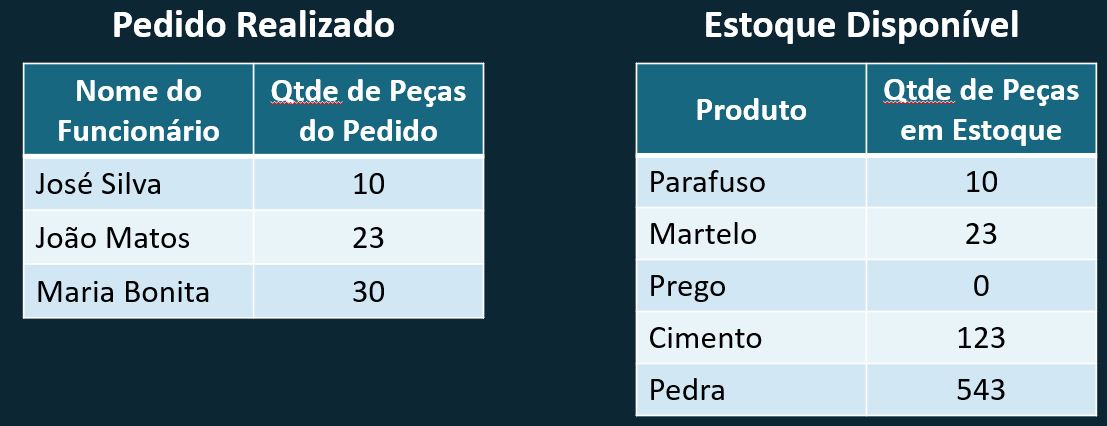 Pedido Realizado
Nome do
Funcionário
Qtde de Peças
do Pedido
José Silva
10
João Matos
23
Maria Bonita
30
Estoque Disponível
Produto
Qtde de Peças
em Estoque
Parafuso
10
Martelo
23
Prego
0
Cimento
123
Pedra
543